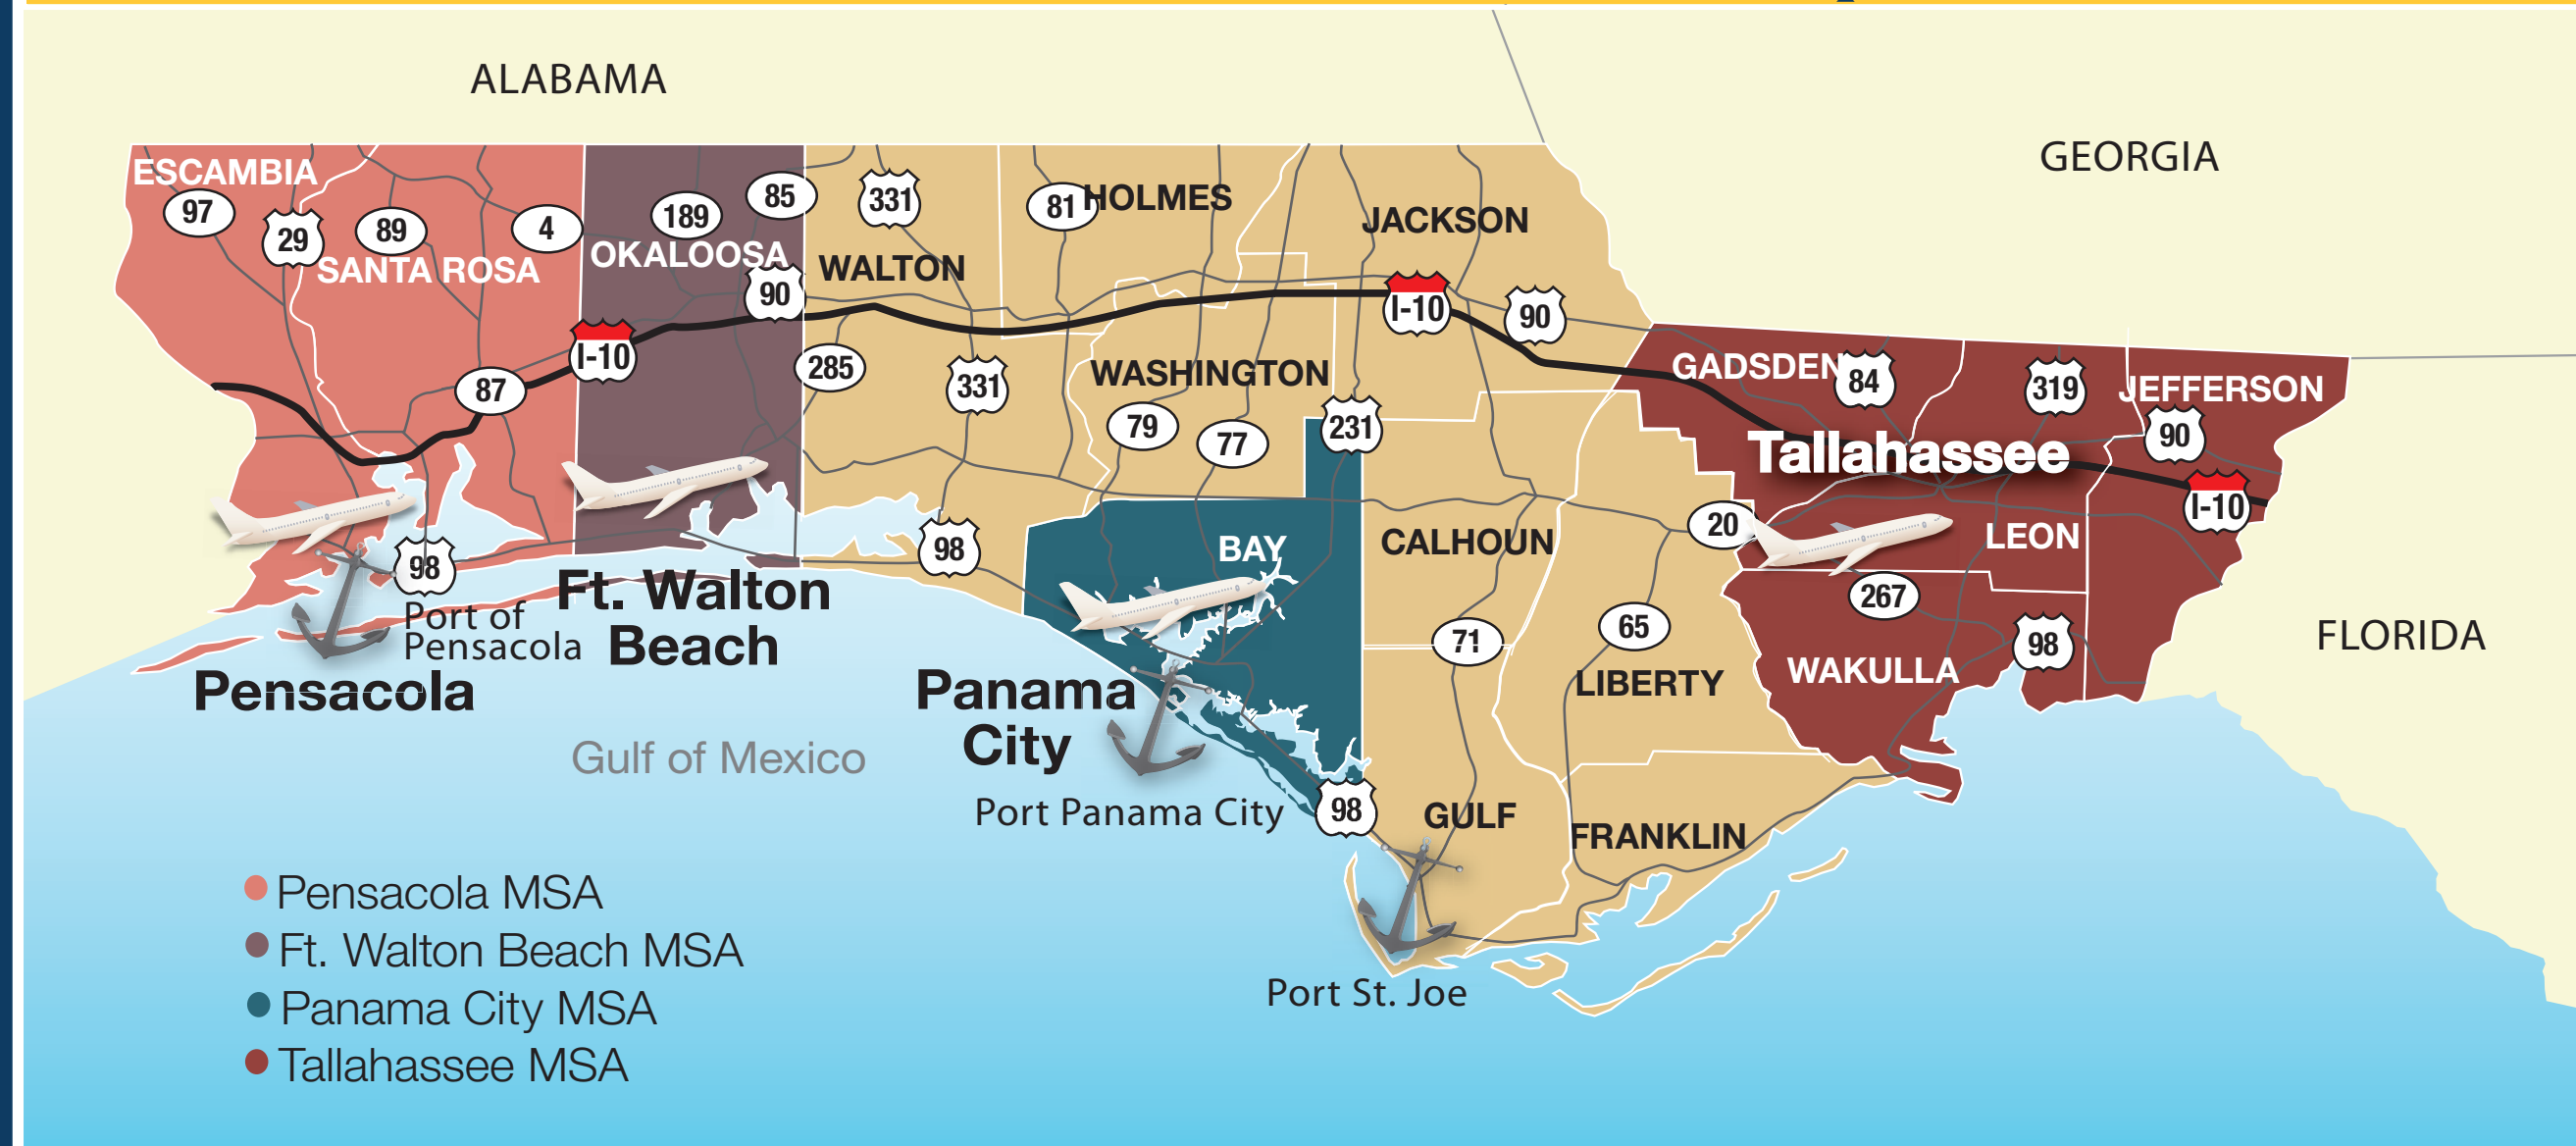 ALABAMA
GEORGIA
ESCAMBIA
97
29
89
SANTA ROSA
4
189
85
OKALOOSA
90
331
WALTON
81
HOLMES
JACKSON
I-10
87
285
331
WASHINGTON
79
77
231
I-10
90
GADSDEN
84
319
JEFFERSON
90
Tallahassee
I-10
20
LEON
267
98
WAKULLA
FLORIDA
98
Port of
Pensacola
Pensacola
Ft. Walton
Beach
98
BAY
CALHOUN
71
65
LIBERTY
Panama
City
Gulf of Mexico
Port Panama City
98
GULF
FRANKLIN
Port St. Joe
Pensacola MSA
Ft. Walton Beach MSA
Panama City MSA
Tallahassee MSA